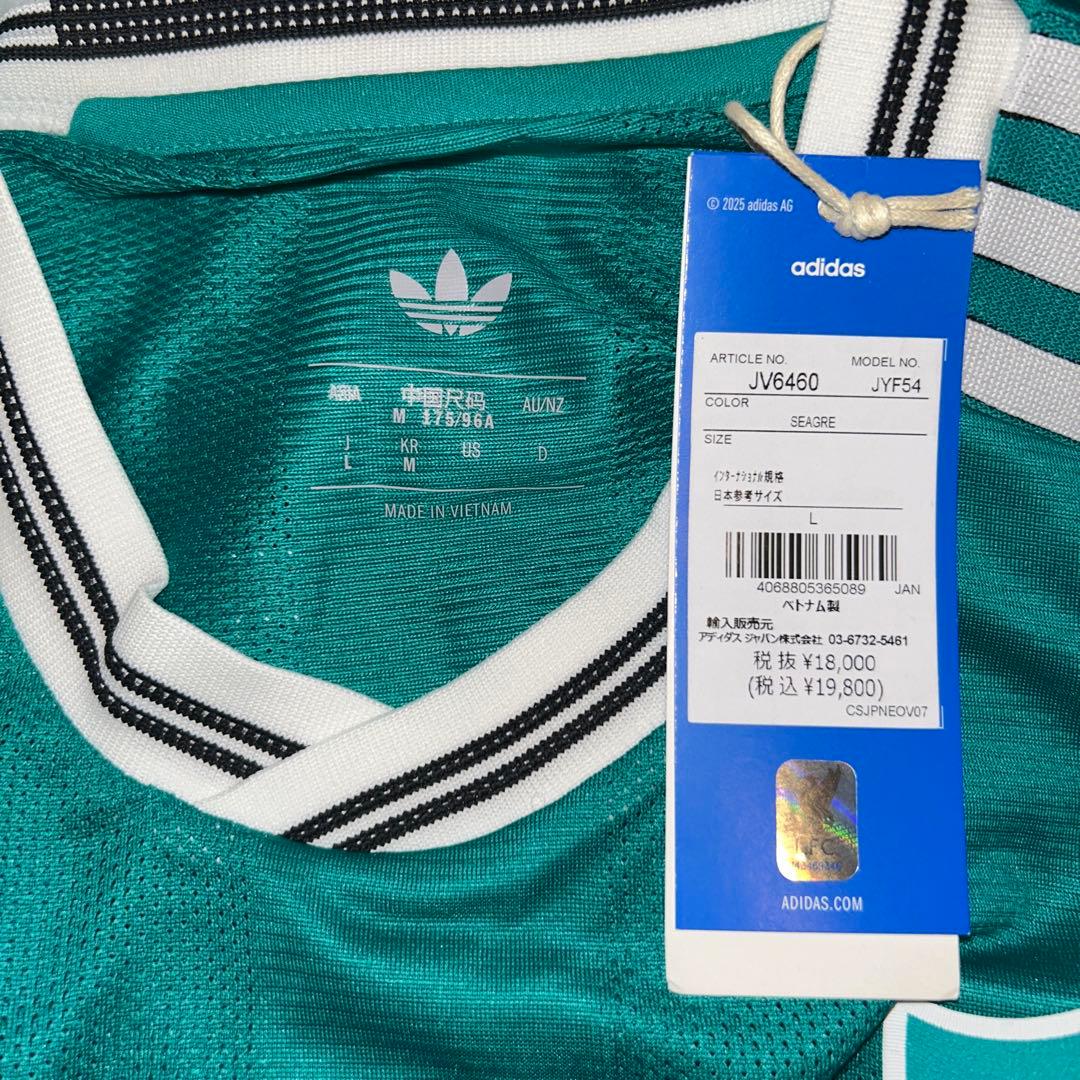 中国尺码
AU/NZ
M 175/96A
J
KR
US
D
L
M
MADE IN VIETNAM
© 2025 adidas AG
adidas
ARTICLE NO.
MODEL NO.
JV6460
JYF54
COLOR
SEAGRE
SIZE
インターナショナル規格
日本参考サイズ
L
4068805365089 JAN
ベトナム製
輸入販売元
アディダス ジャパン株式会社 03-6732-5461
税抜 ¥18,000
(税込 ¥19,800)
CSJPNEOV07
ADIDAS.COM